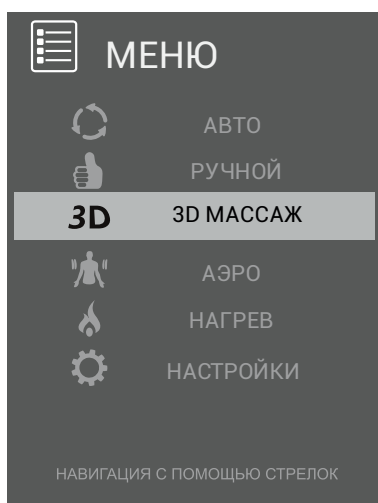 МЕНЮ
АВТО
РУЧНОЙ
3D 3D МАССАЖ
АЭРО
НАГРЕВ
НАСТРОЙКИ
НАВИГАЦИЯ С ПОМОЩЬЮ СТРЕЛОК